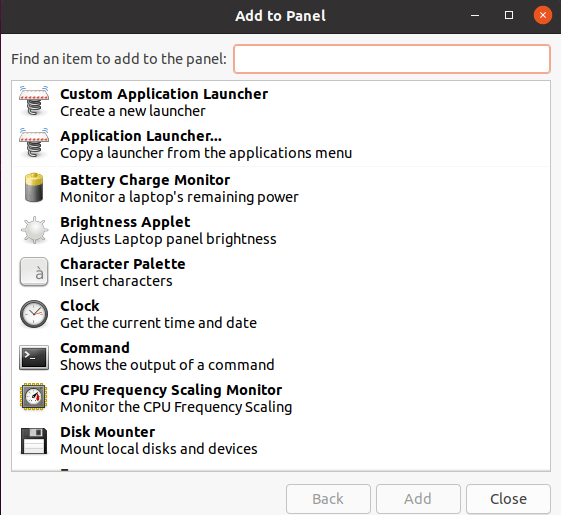 Add to Panel
Find an item to add to the panel:
Custom Application Launcher
Create a new launcher
Application Launcher...
Copy a launcher from the applications menu
Battery Charge Monitor
Monitor a laptop's remaining power
Brightness Applet
Adjusts Laptop panel brightness
à
Character Palette
Insert characters
Clock
Get the current time and date
>_
Command
Shows the output of a command
CPU Frequency Scaling Monitor
Monitor the CPU Frequency Scaling
Disk Mounter
Mount local disks and devices
Back Add Close